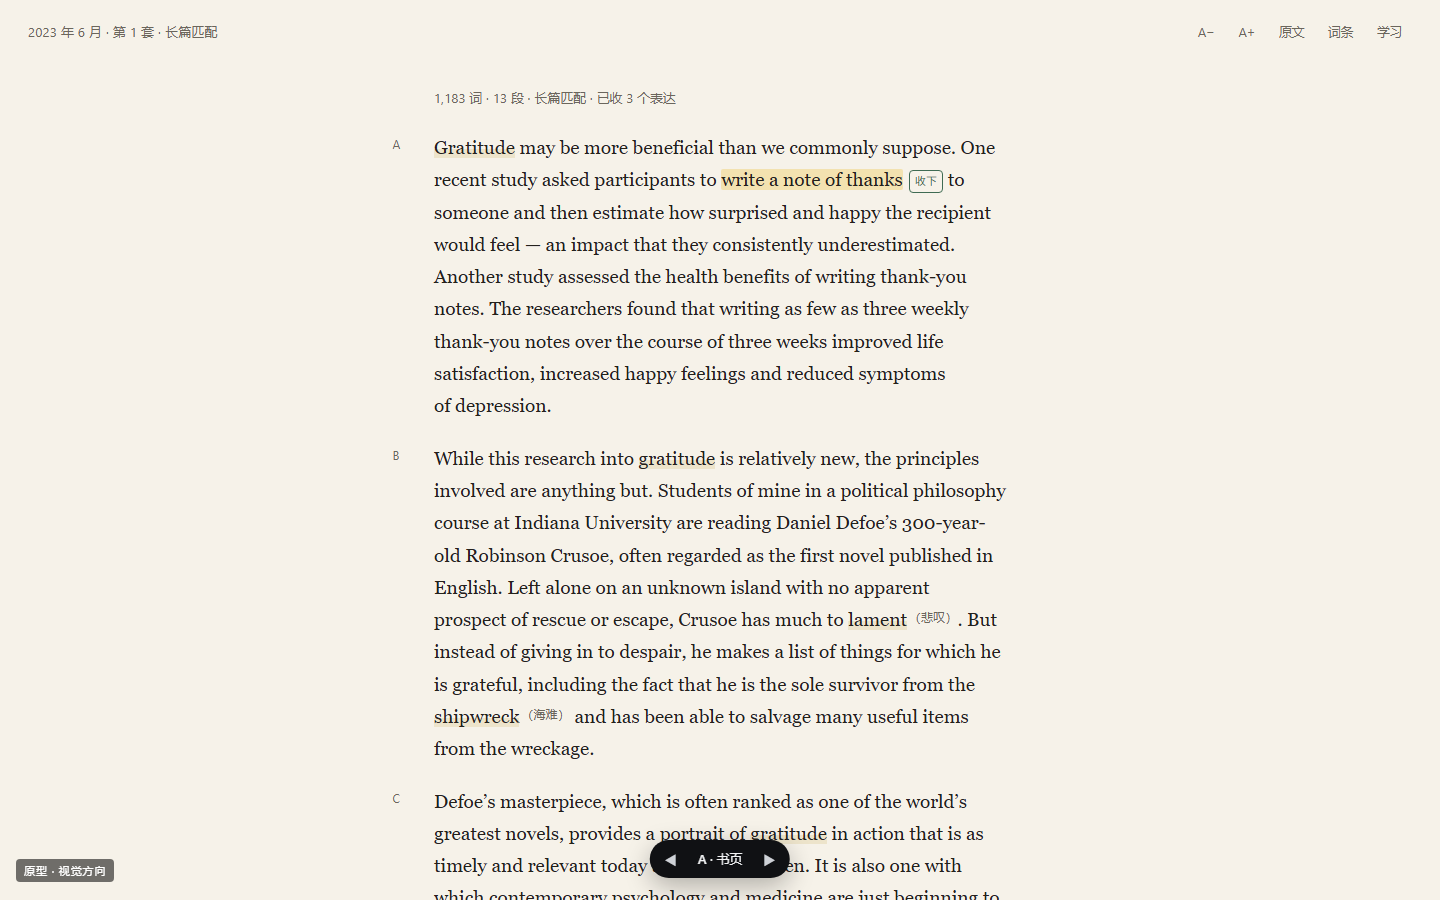 2023 年 6 月 · 第 1 套 · 长篇匹配
A− A+ 原文 词条 学习
1,183 词 · 13 段 · 长篇匹配 · 已收 3 个表达
A
Gratitude may be more beneficial than we commonly suppose. One
recent study asked participants to write a note of thanks 收下 to
someone and then estimate how surprised and happy the recipient
would feel — an impact that they consistently underestimated.
Another study assessed the health benefits of writing thank-you
notes. The researchers found that writing as few as three weekly
thank-you notes over the course of three weeks improved life
satisfaction, increased happy feelings and reduced symptoms
of depression.
B
While this research into gratitude is relatively new, the principles
involved are anything but. Students of mine in a political philosophy
course at Indiana University are reading Daniel Defoe’s 300-year-
old Robinson Crusoe, often regarded as the first novel published in
English. Left alone on an unknown island with no apparent
prospect of rescue or escape, Crusoe has much to lament（悲叹）. But
instead of giving in to despair, he makes a list of things for which he
is grateful, including the fact that he is the sole survivor from the
shipwreck（海难） and has been able to salvage many useful items
from the wreckage.
C
Defoe’s masterpiece, which is often ranked as one of the world’s
greatest novels, provides a portrait of gratitude in action that is as
timely and relevant today en. It is also one with
which contemporary psychology and medicine are just beginning to
◀ A · 书页 ▶
原型 · 视觉方向